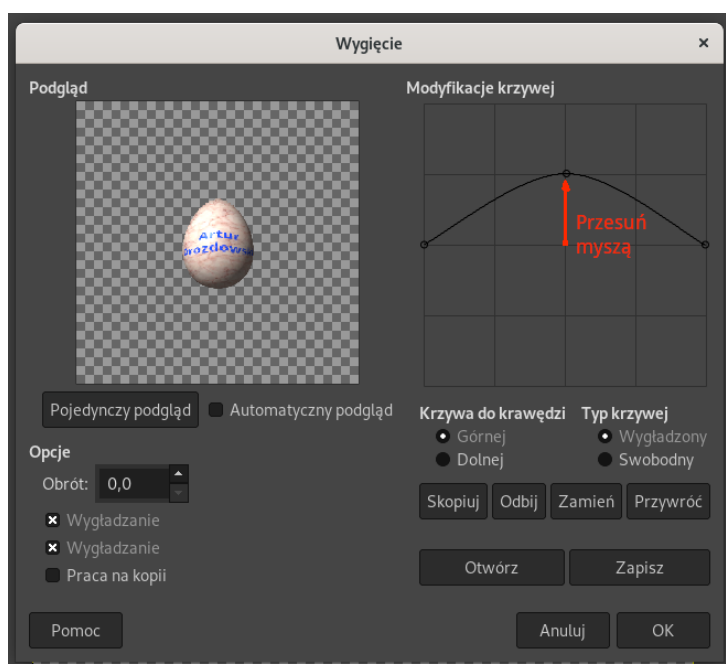 Wygięcie
×
Podgląd
Modyfikacje krzywej
Artur
Przesuń
myszą
Pojedynczy podgląd
Automatyczny podgląd
Krzywa do krawędzi
Typ krzywej
Górnej
Wygładzony
Dolnej
Swobodny
Opcje
Obrót: 0,0
Skopiuj
Odbij
Zamień
Przywróć
Wygładzanie
Wygładzanie
Praca na kopii
Otwórz
Zapisz
Pomoc
Anuluj
OK